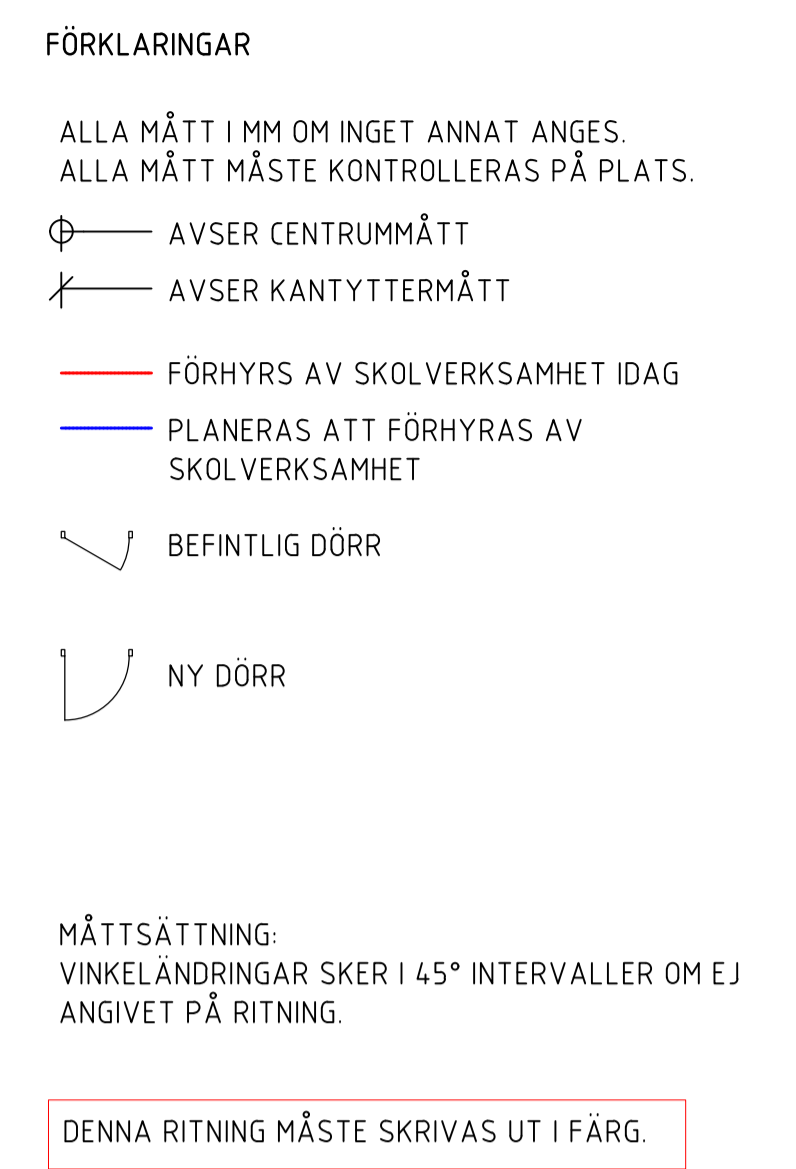 FÖRKLARINGAR
ALLA MÅTT I MM OM INGET ANNAT ANGES.
ALLA MÅTT MÅSTE KONTROLLERAS PÅ PLATS.
AVSER CENTRUMMÅTT
AVSER KANTYTTERMÅTT
FÖRHYRS AV SKOLVERKSAMHET IDAG
PLANERAS ATT FÖRHYRAS AV
SKOLVERKSAMHET
BEFINTLIG DÖRR
NY DÖRR
MÅTTSÄTTNING:
VINKELÄNDRINGAR SKER I 45° INTERVALLER OM EJ
ANGIVET PÅ RITNING.
DENNA RITNING MÅSTE SKRIVAS UT I FÄRG.